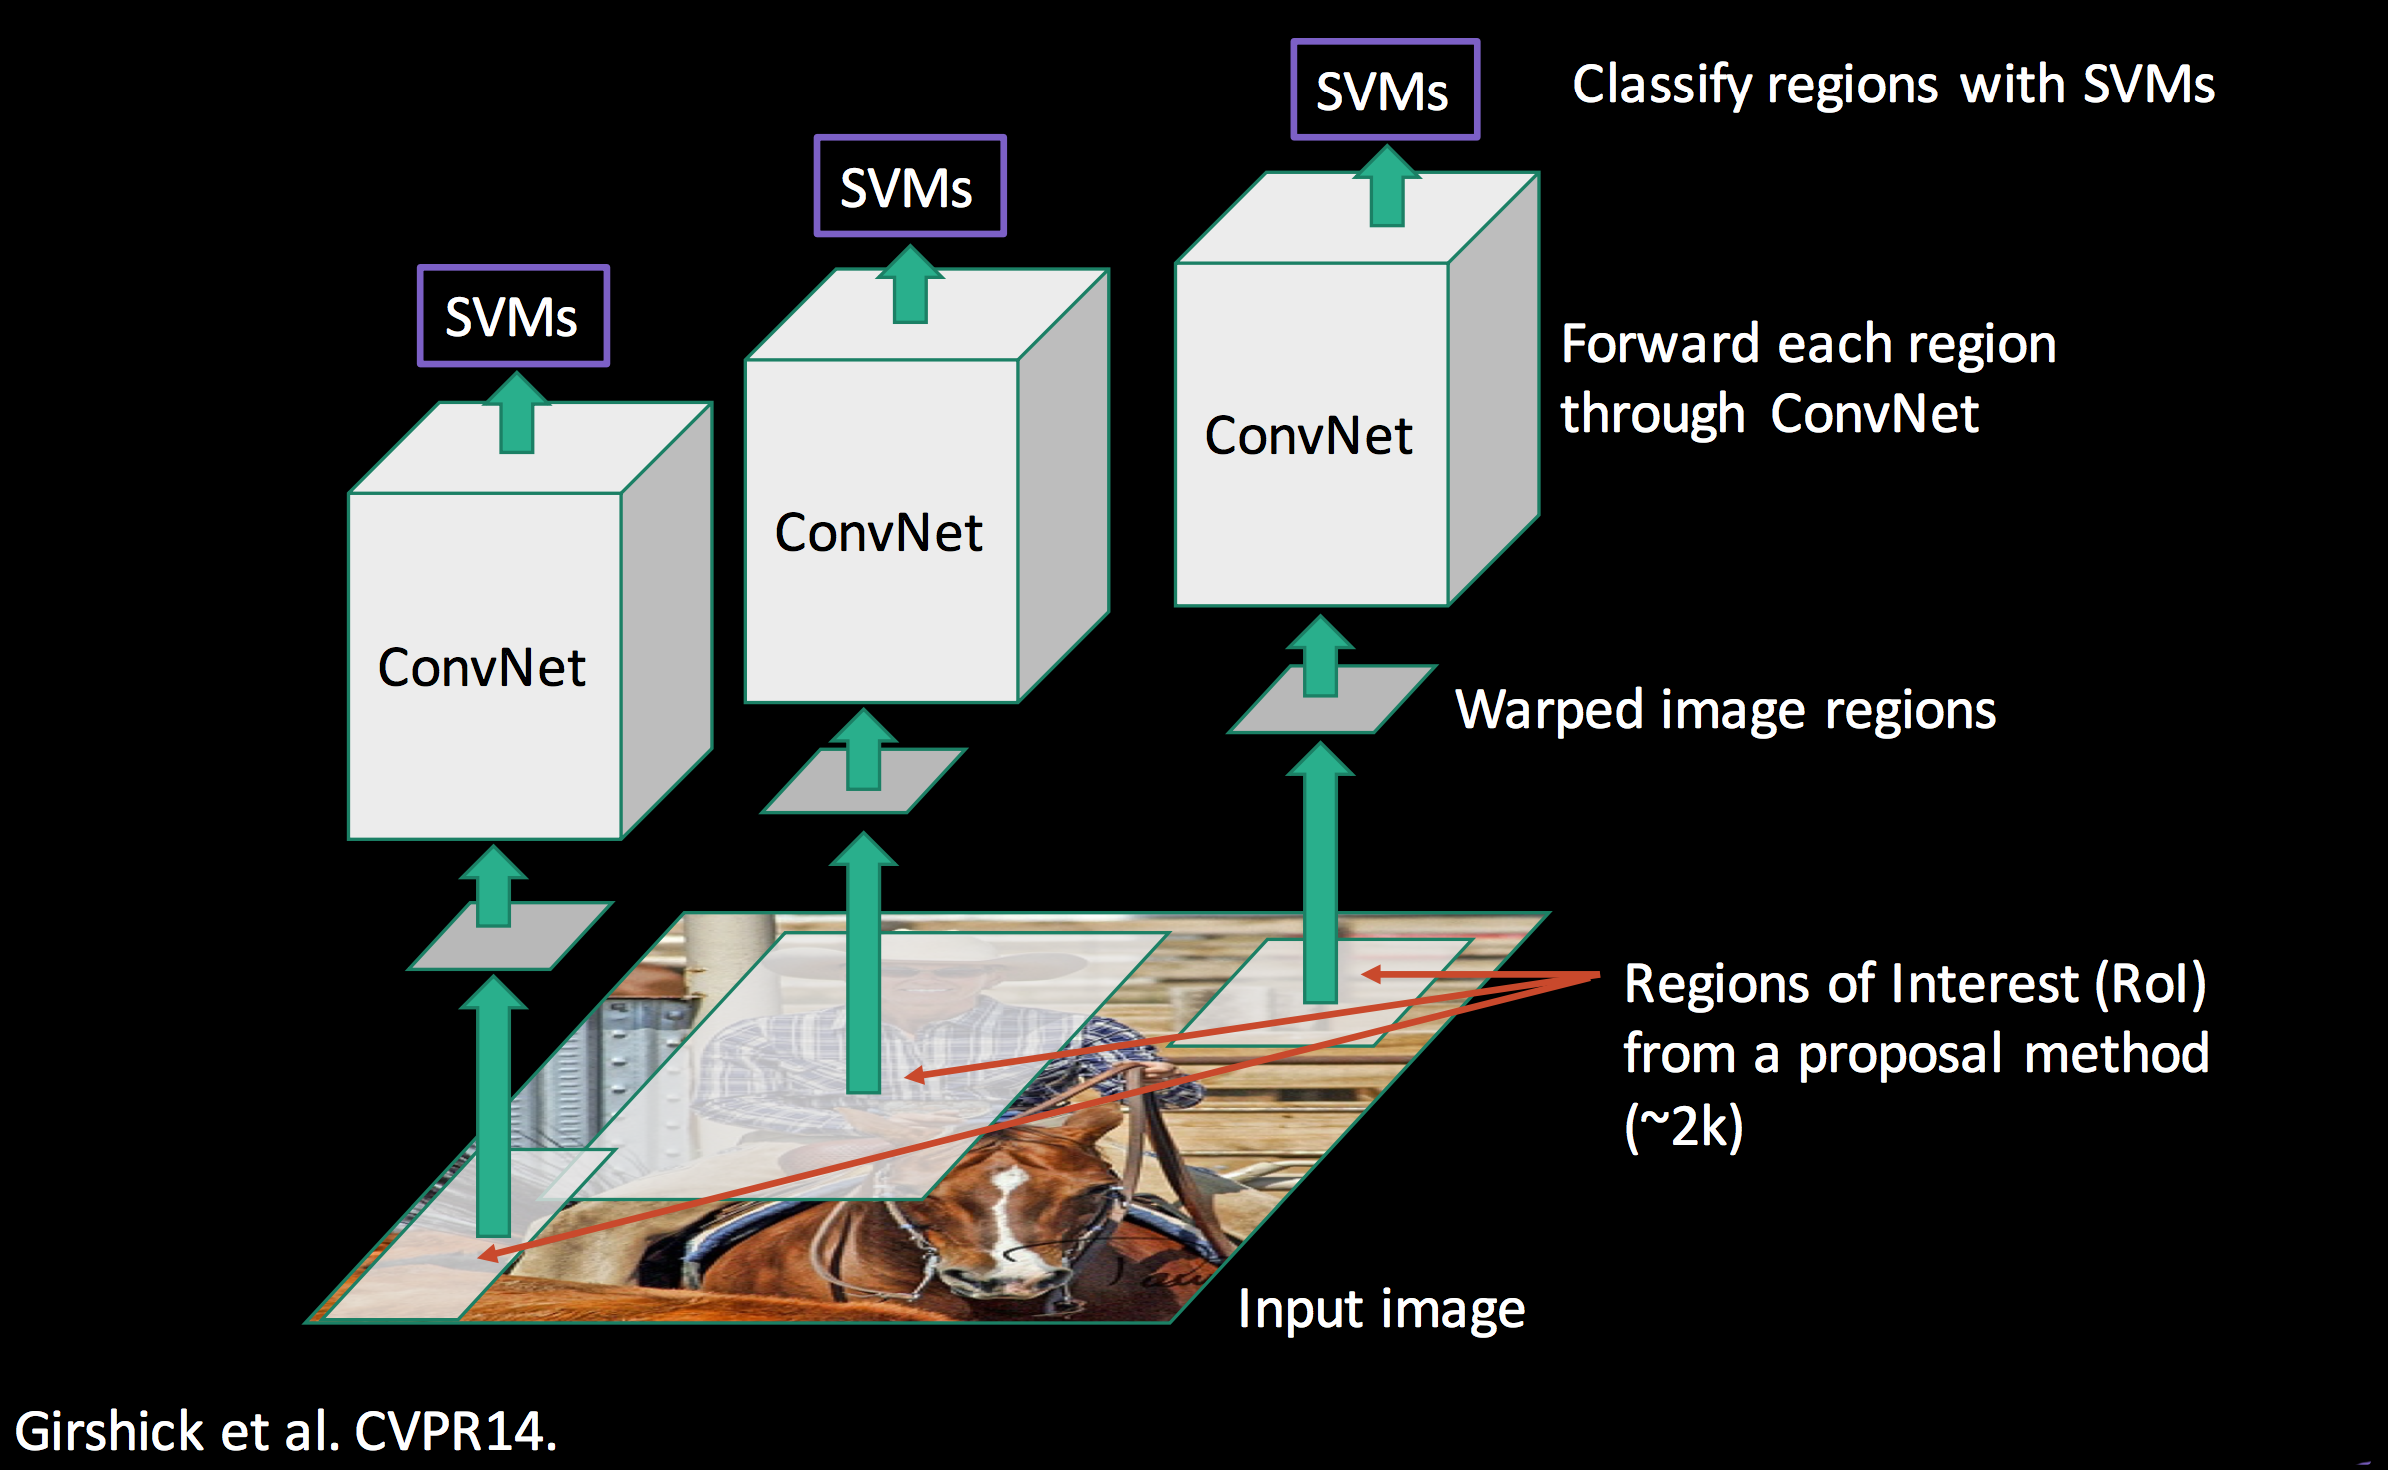 SVMs
Classify regions with SVMs
SVMs
SVMs
ConvNet
Forward each region
through ConvNet
ConvNet
ConvNet
Warped image regions
Regions of Interest (RoI)
from a proposal method
(~2k)
Input image
Girshick et al. CVPR14.